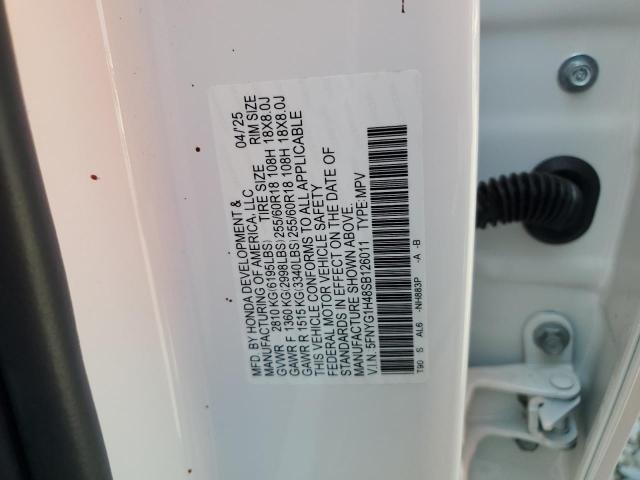 MFD. BY HONDA DEVELOPMENT & 04/25
MANUFACTURING OF AMERICA, LLC
TIRE SIZE RIM SIZE
GVWR 2810 KG(6195LBS)
GAWR F 1360 KG(2998LBS) 255/60R18 108H 18X8.0J
GAWR R 1515 KG(3340LBS) 255/60R18 108H 18X8.0J
THIS VEHICLE CONFORMS TO ALL APPLICABLE
FEDERAL MOTOR VEHICLE SAFETY
STANDARDS IN EFFECT ON THE DATE OF
MANUFACTURE SHOWN ABOVE.
V.I.N.: 5FNYG1H48SB126011 TYPE:MPV
T90 S AL6 -NH883P -A -B